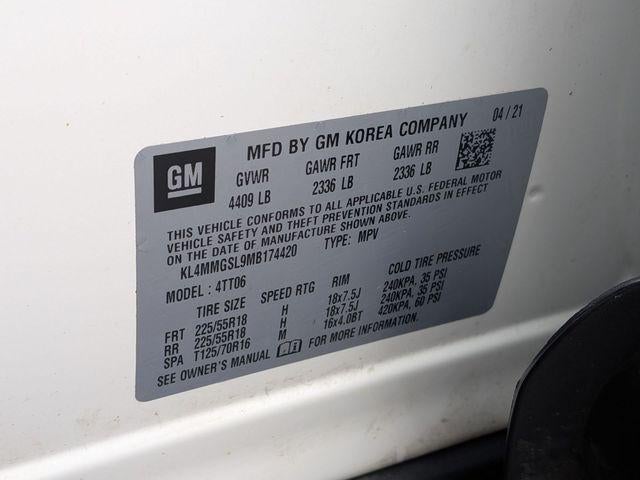 GM
MFD BY GM KOREA COMPANY 04 / 21
GVWR GAWR FRT GAWR RR
4409 LB 2336 LB 2336 LB
THIS VEHICLE CONFORMS TO ALL APPLICABLE U.S. FEDERAL MOTOR
VEHICLE SAFETY AND THEFT PREVENTION STANDARDS IN EFFECT
ON THE DATE OF MANUFACTURE SHOWN ABOVE.
KL4MMGSL9MB174420 TYPE: MPV
MODEL : 4TT06
TIRE SIZE SPEED RTG RIM COLD TIRE PRESSURE
FRT 225/55R18 H 18x7.5J 240KPA, 35 PSI
RR 225/55R18 H 18x7.5J 240KPA, 35 PSI
SPA T125/70R16 M 16x4.0BT 420KPA, 60 PSI
SEE OWNER'S MANUAL FOR MORE INFORMATION.